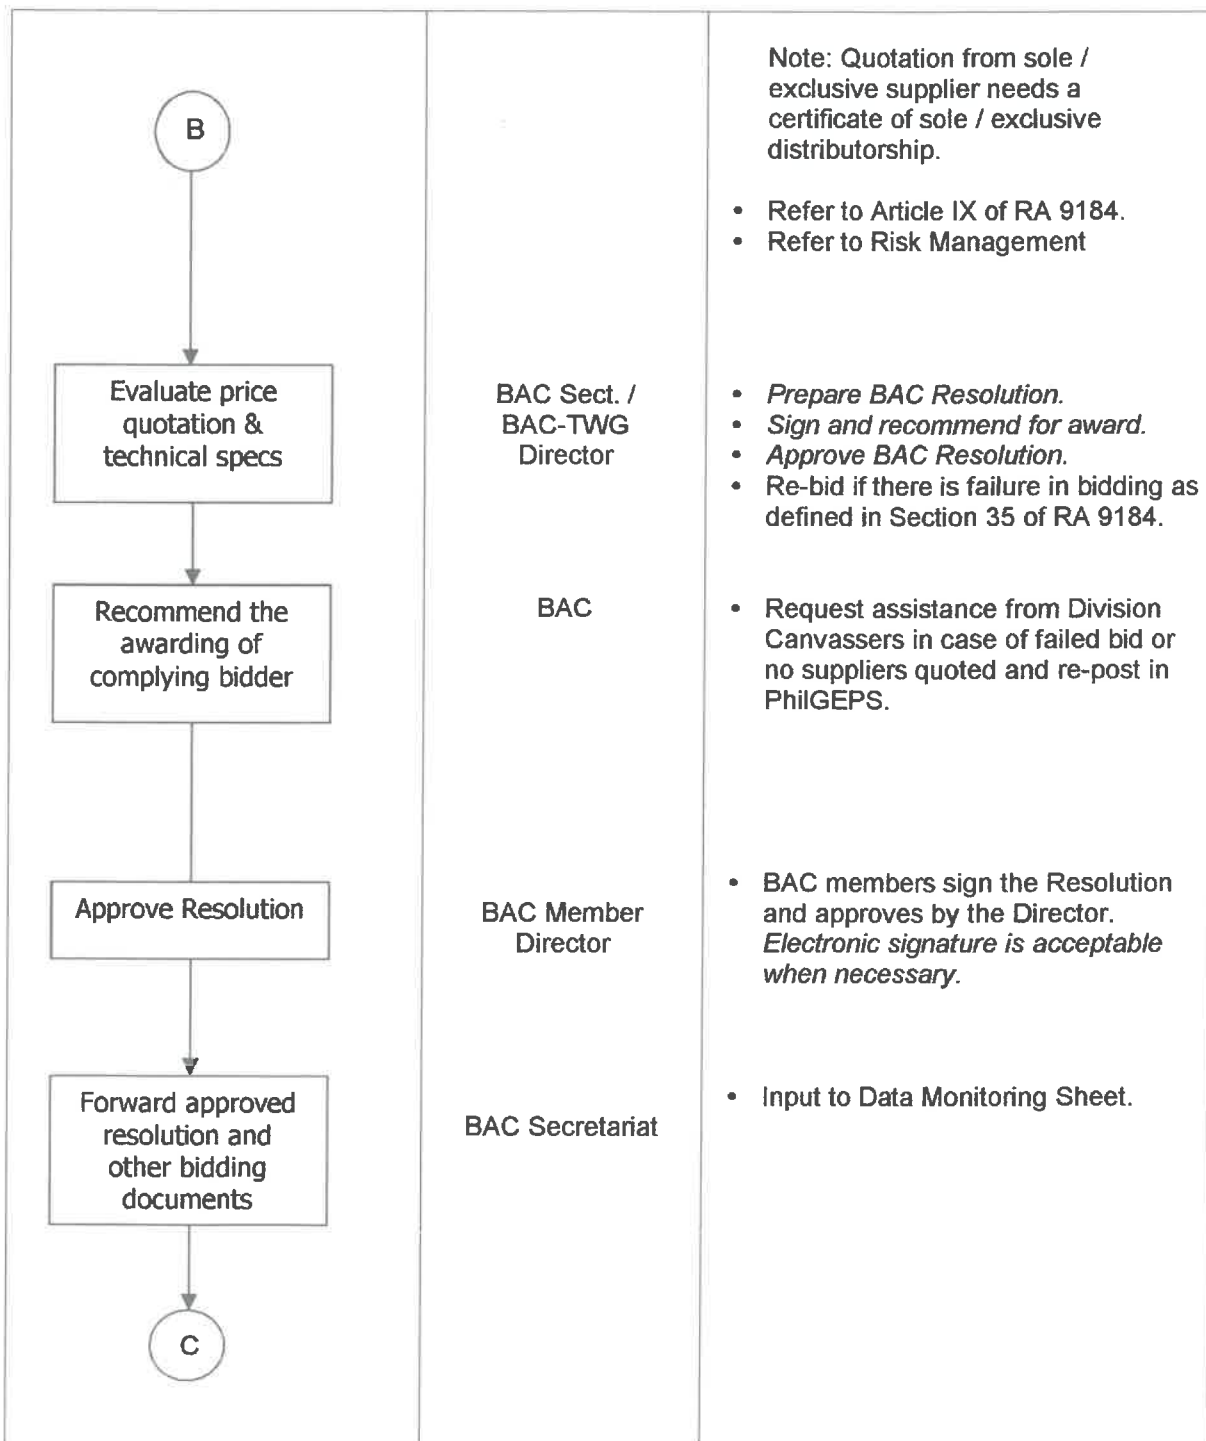 Note: Quotation from sole /
exclusive supplier needs a
certificate of sole / exclusive
distributorship.
B
• Refer to Article IX of RA 9184.
• Refer to Risk Management
Evaluate price
quotation &
technical specs
BAC Sect. /
BAC-TWG
Director
• Prepare BAC Resolution.
• Sign and recommend for award.
• Approve BAC Resolution.
• Re-bid if there is failure in bidding as
defined in Section 35 of RA 9184.
Recommend the
awarding of
complying bidder
BAC
• Request assistance from Division
Canvassers in case of failed bid or
no suppliers quoted and re-post in
PhilGEPS.
Approve Resolution
BAC Member
Director
• BAC members sign the Resolution
and approves by the Director.
Electronic signature is acceptable
when necessary.
Forward approved
resolution and
other bidding
documents
BAC Secretariat
• Input to Data Monitoring Sheet.
C